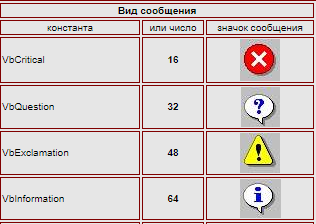 Вид сообщения
константа или число значок сообщения
VbCritical 16
VbQuestion 32 ?
VbExclamation 48 !
VbInformation 64 i